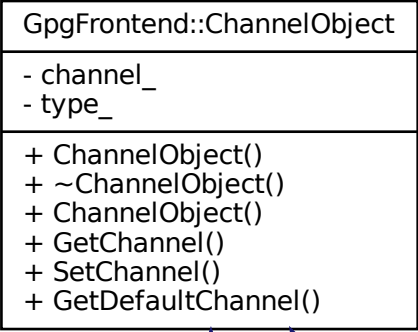 GpgFrontend::ChannelObject
- channel_
- type_
+ ChannelObject()
+ ~ChannelObject()
+ ChannelObject()
+ GetChannel()
+ SetChannel()
+ GetDefaultChannel()